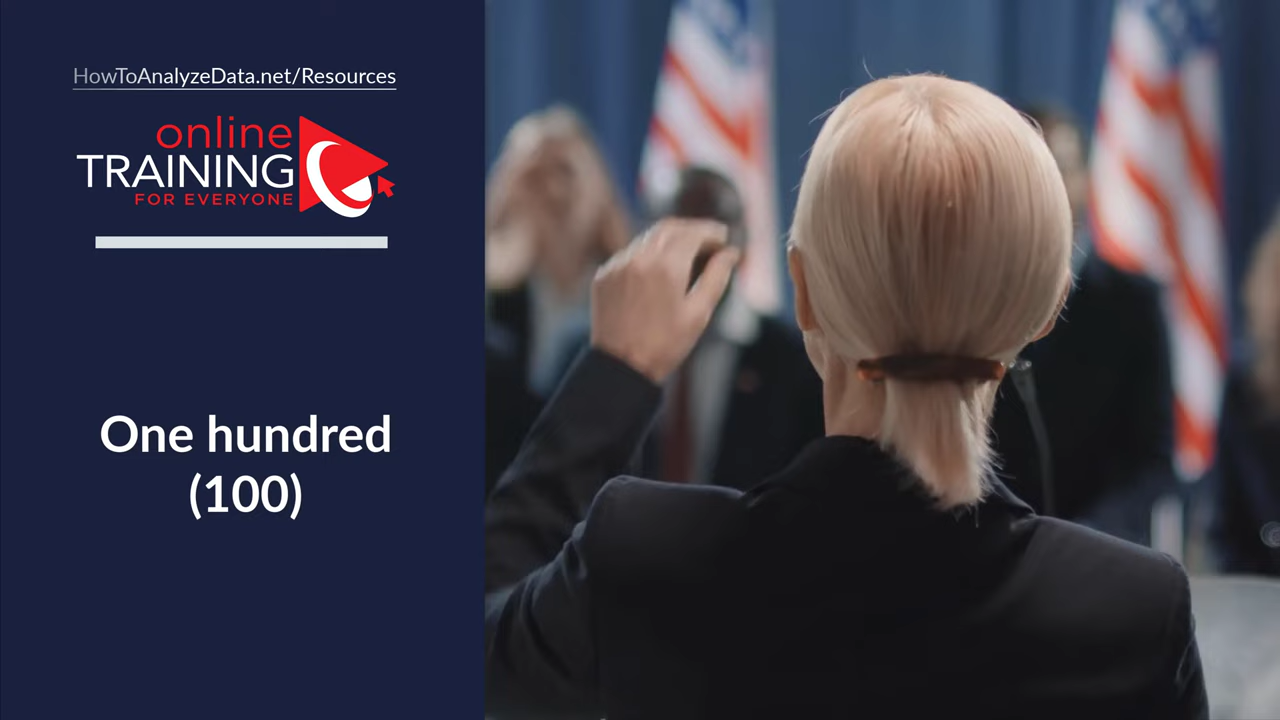 HowToAnalyzeData.net/Resources
online
TRAINING
FOR EVERYONE
One hundred
(100)